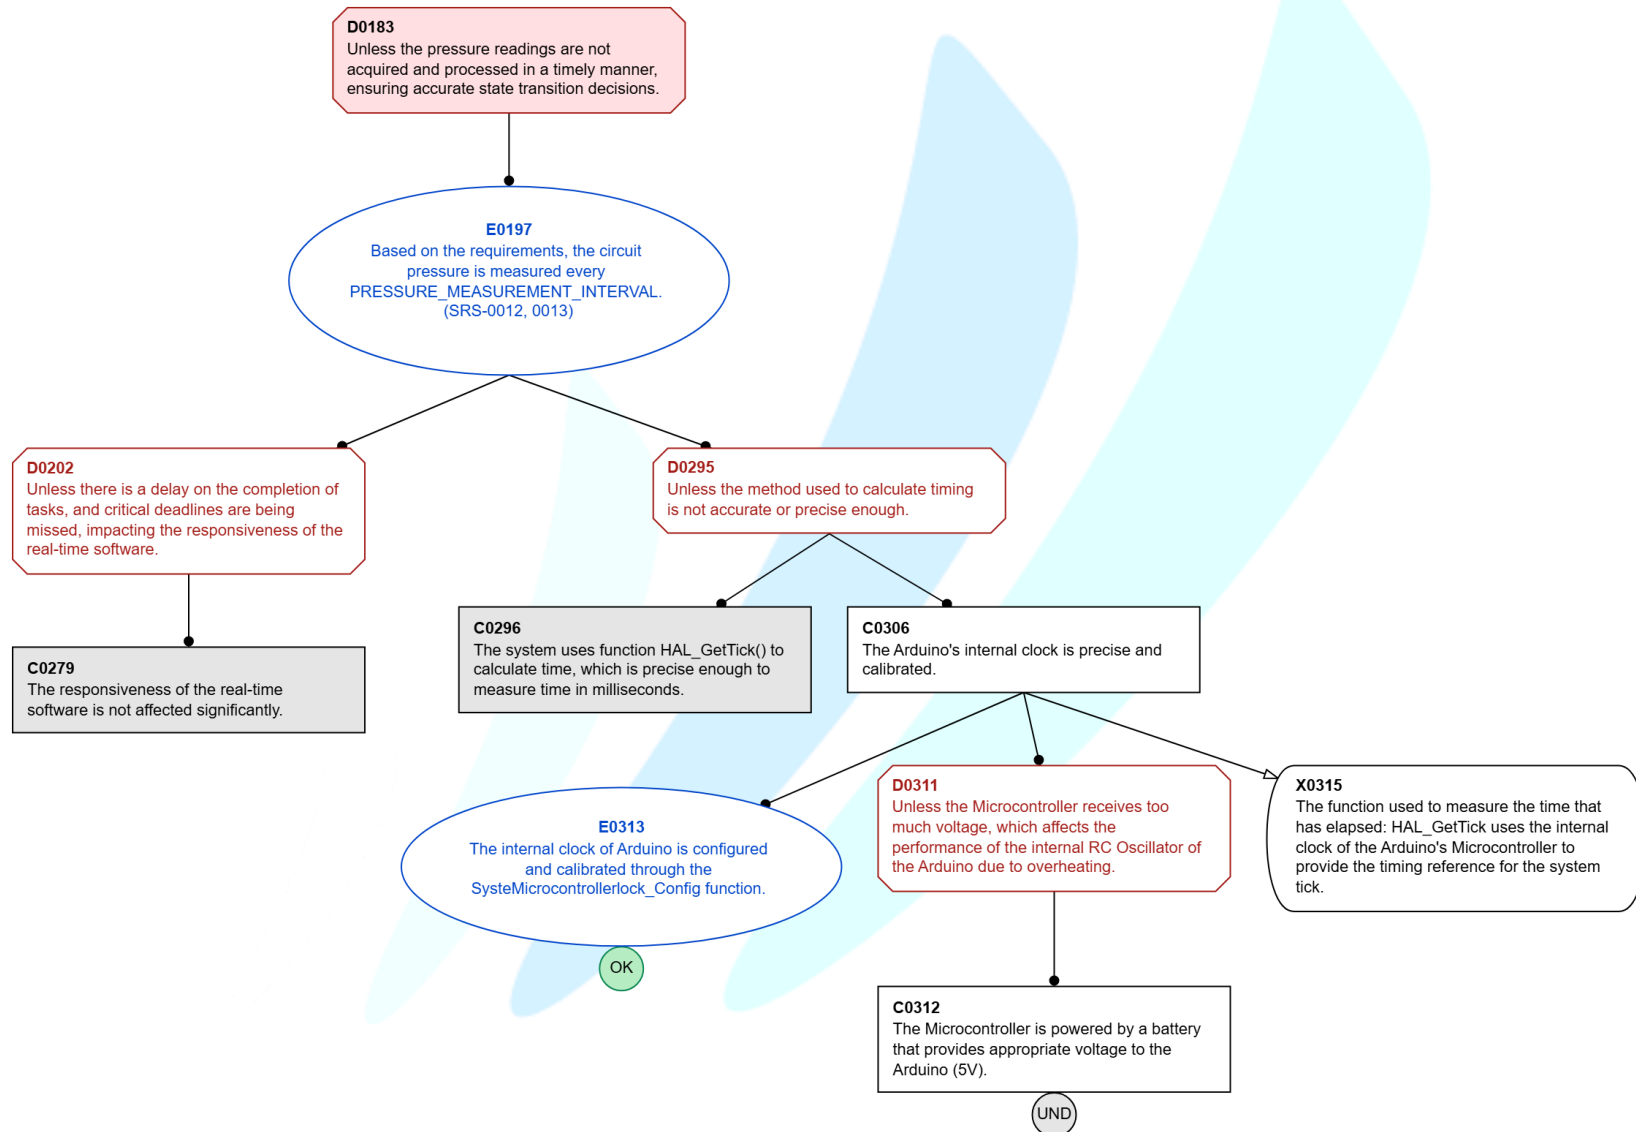 D0183
Unless the pressure readings are not
acquired and processed in a timely manner,
ensuring accurate state transition decisions.
E0197
Based on the requirements, the circuit
pressure is measured every
PRESSURE_MEASUREMENT_INTERVAL.
(SRS-0012, 0013)
D0202
Unless there is a delay on the completion of
tasks, and critical deadlines are being
missed, impacting the responsiveness of the
real-time software.
D0295
Unless the method used to calculate timing
is not accurate or precise enough.
C0279
The responsiveness of the real-time
software is not affected significantly.
C0296
The system uses function HAL_GetTick() to
calculate time, which is precise enough to
measure time in milliseconds.
C0306
The Arduino's internal clock is precise and
calibrated.
E0313
The internal clock of Arduino is configured
and calibrated through the
SysteMicrocontrollerlock_Config function.
OK
D0311
Unless the Microcontroller receives too
much voltage, which affects the
performance of the internal RC Oscillator of
the Arduino due to overheating.
X0315
The function used to measure the time that
has elapsed: HAL_GetTick uses the internal
clock of the Arduino's Microcontroller to
provide the timing reference for the system
tick.
C0312
The Microcontroller is powered by a battery
that provides appropriate voltage to the
Arduino (5V).
UND